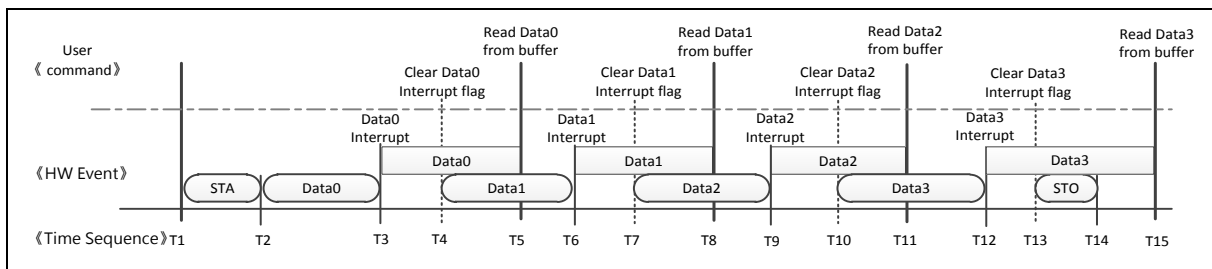 User
《 command》
Read Data0
from buffer
Read Data1
from buffer
Read Data2
from buffer
Read Data3
from buffer
Clear Data0
Interrupt flag
Clear Data1
Interrupt flag
Clear Data2
Interrupt flag
Clear Data3
Interrupt flag
Data0
Interrupt
Data1
Interrupt
Data2
Interrupt
Data3
Interrupt
《HW Event》
Data0
Data1
Data2
Data3
STA
Data0
Data1
Data2
Data3
STO
《Time Sequence》 T1 T2 T3 T4 T5 T6 T7 T8 T9 T10 T11 T12 T13 T14 T15